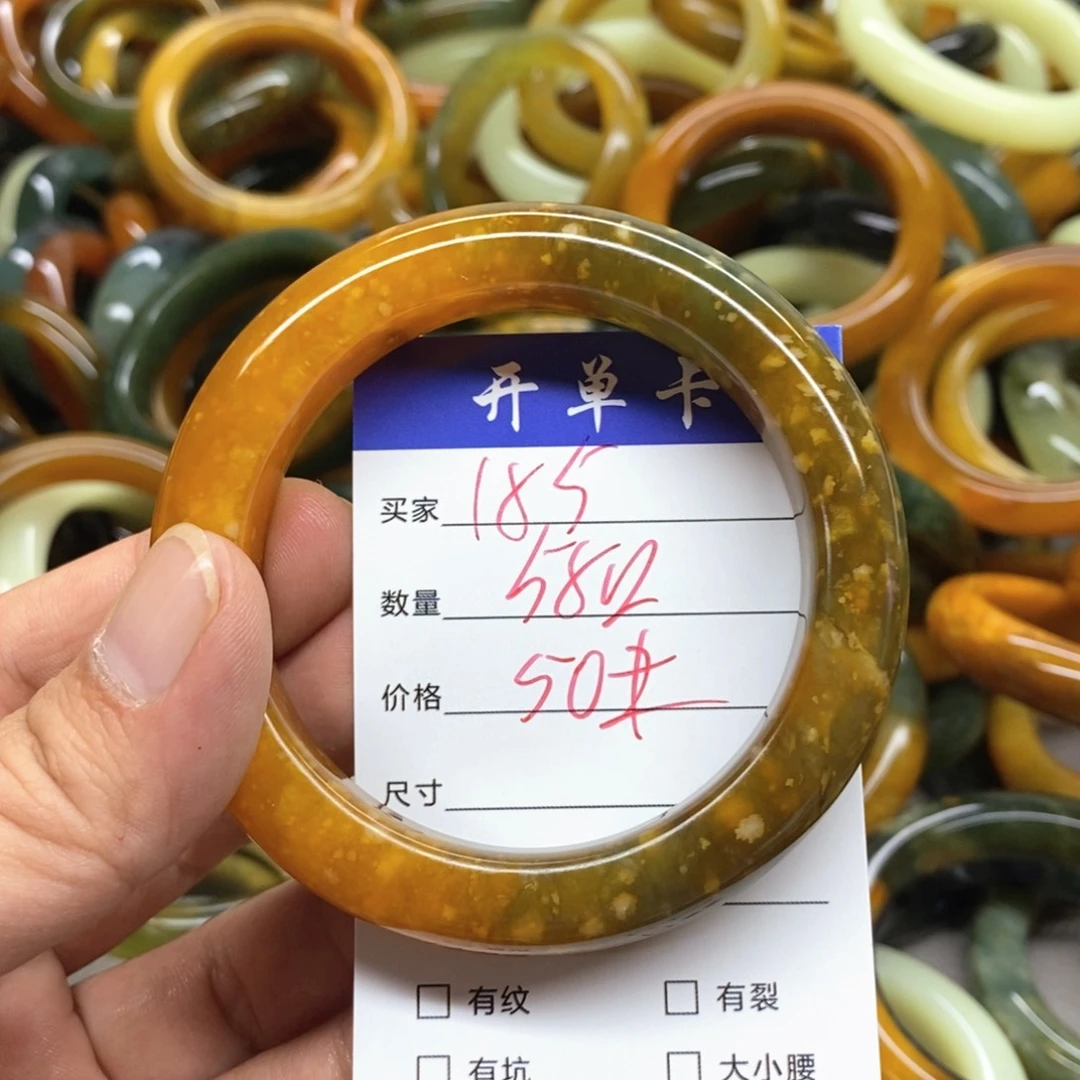 开单卡
买家 185
数量
价格 50
尺寸
有纹 有裂
有坑 大小腰